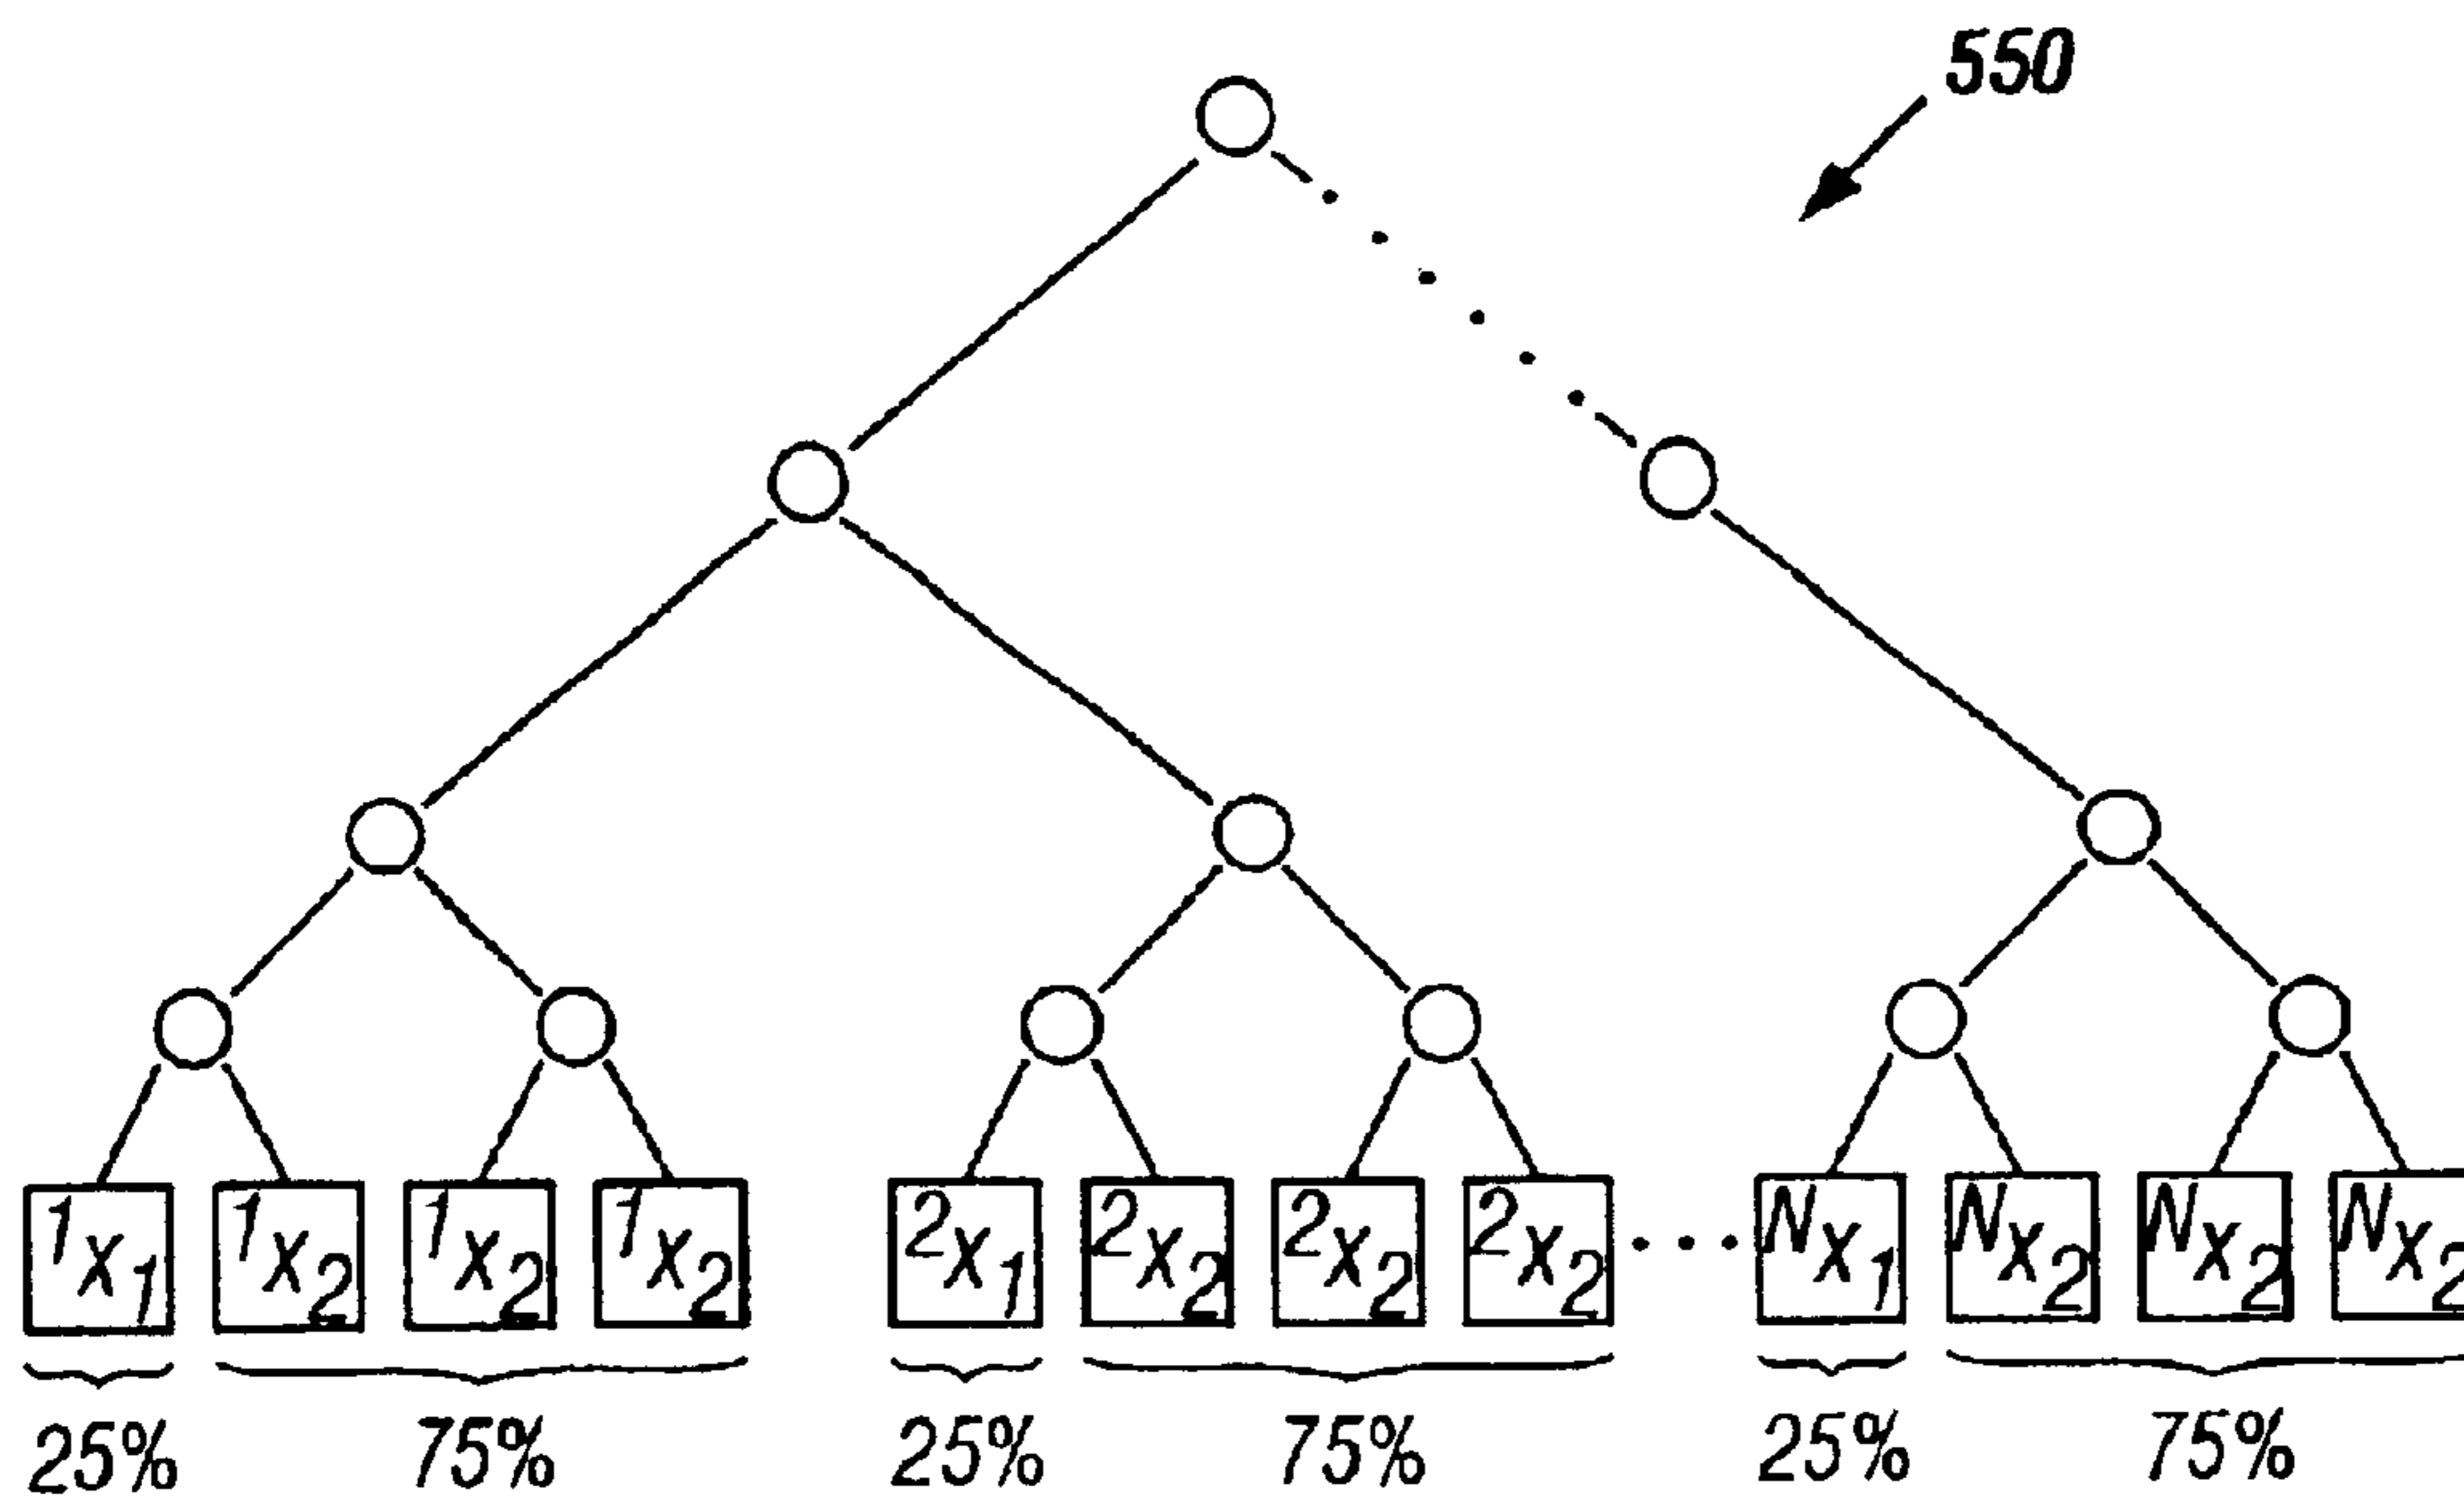 550
¹x₁ ¹x₂ ¹x₂ ¹x₂ ²x₁ ²x₂ ²x₂ ²x₂ ... ᴺx₁ ᴺx₂ ᴺx₂ ᴺx₂
25% 75% 25% 75% 25% 75%